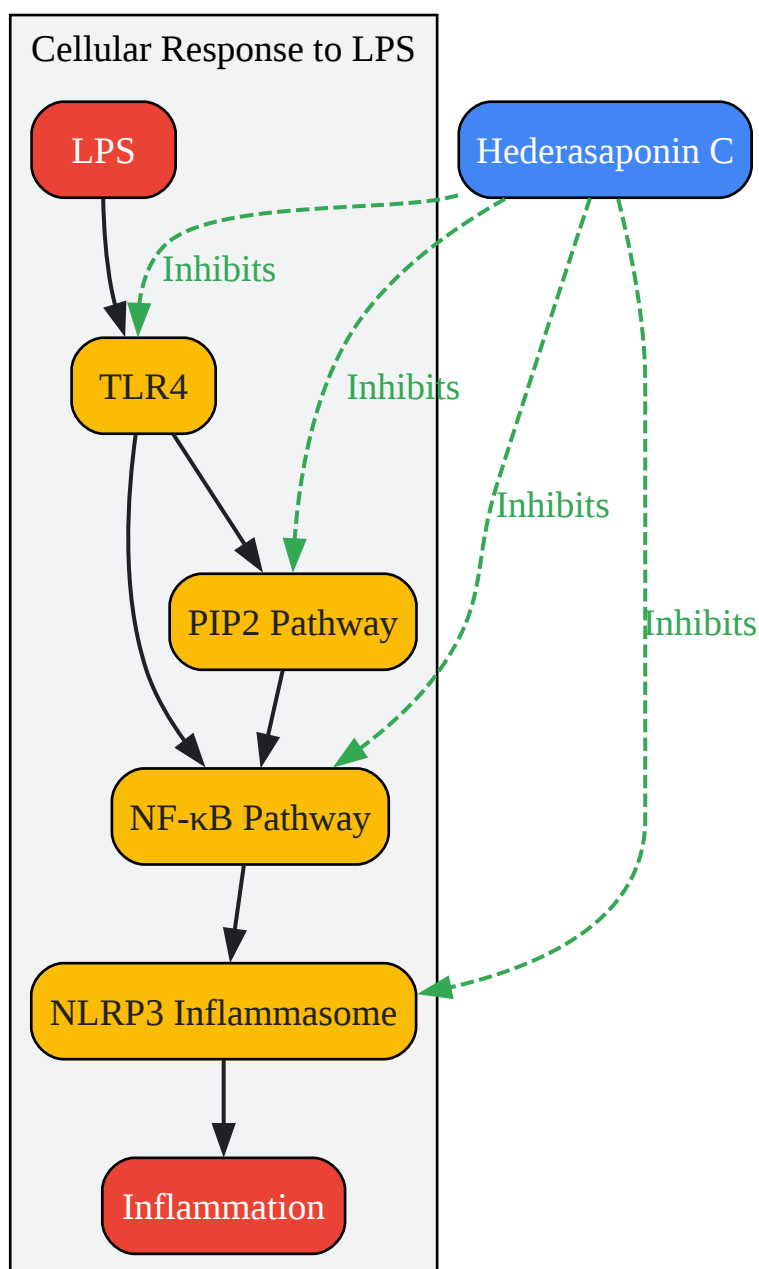 Cellular Response to LPS
LPS
Hederasaponin C
Inhibits
TLR4
Inhibits
Inhibits
PIP2 Pathway
Inhibits
NF-κB Pathway
NLRP3 Inflammasome
Inflammation